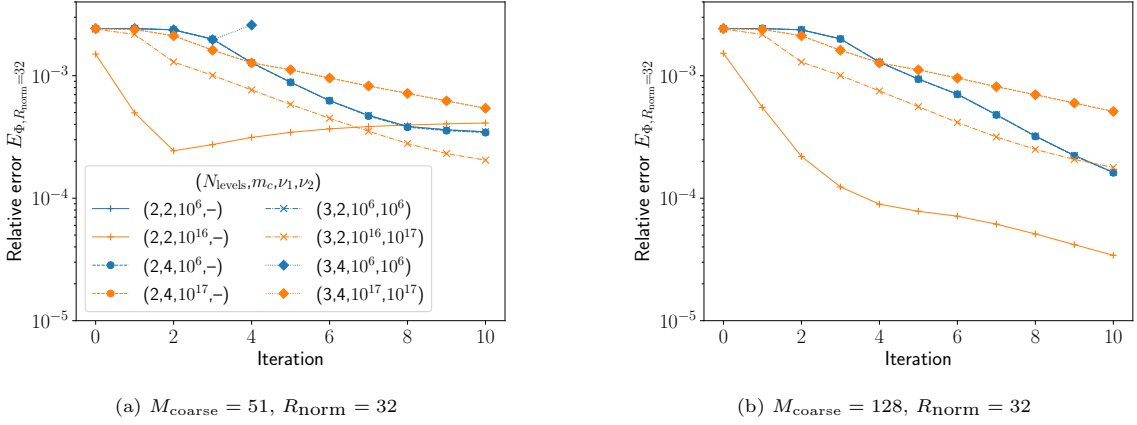 Relative error E_{Φ,R_norm=32}
10^{-3}
10^{-4}
10^{-5}
0 2 4 6 8 10
Iteration
(N_levels,m_c,ν_1,ν_2)
(2,2,10^6,–) (3,2,10^6,10^6)
(2,2,10^{16},–) (3,2,10^{16},10^{17})
(2,4,10^6,–) (3,4,10^6,10^6)
(2,4,10^{17},–) (3,4,10^{17},10^{17})
(a) M_coarse = 51, R_norm = 32
Relative error E_{Φ,R_norm=32}
10^{-3}
10^{-4}
10^{-5}
0 2 4 6 8 10
Iteration
(b) M_coarse = 128, R_norm = 32